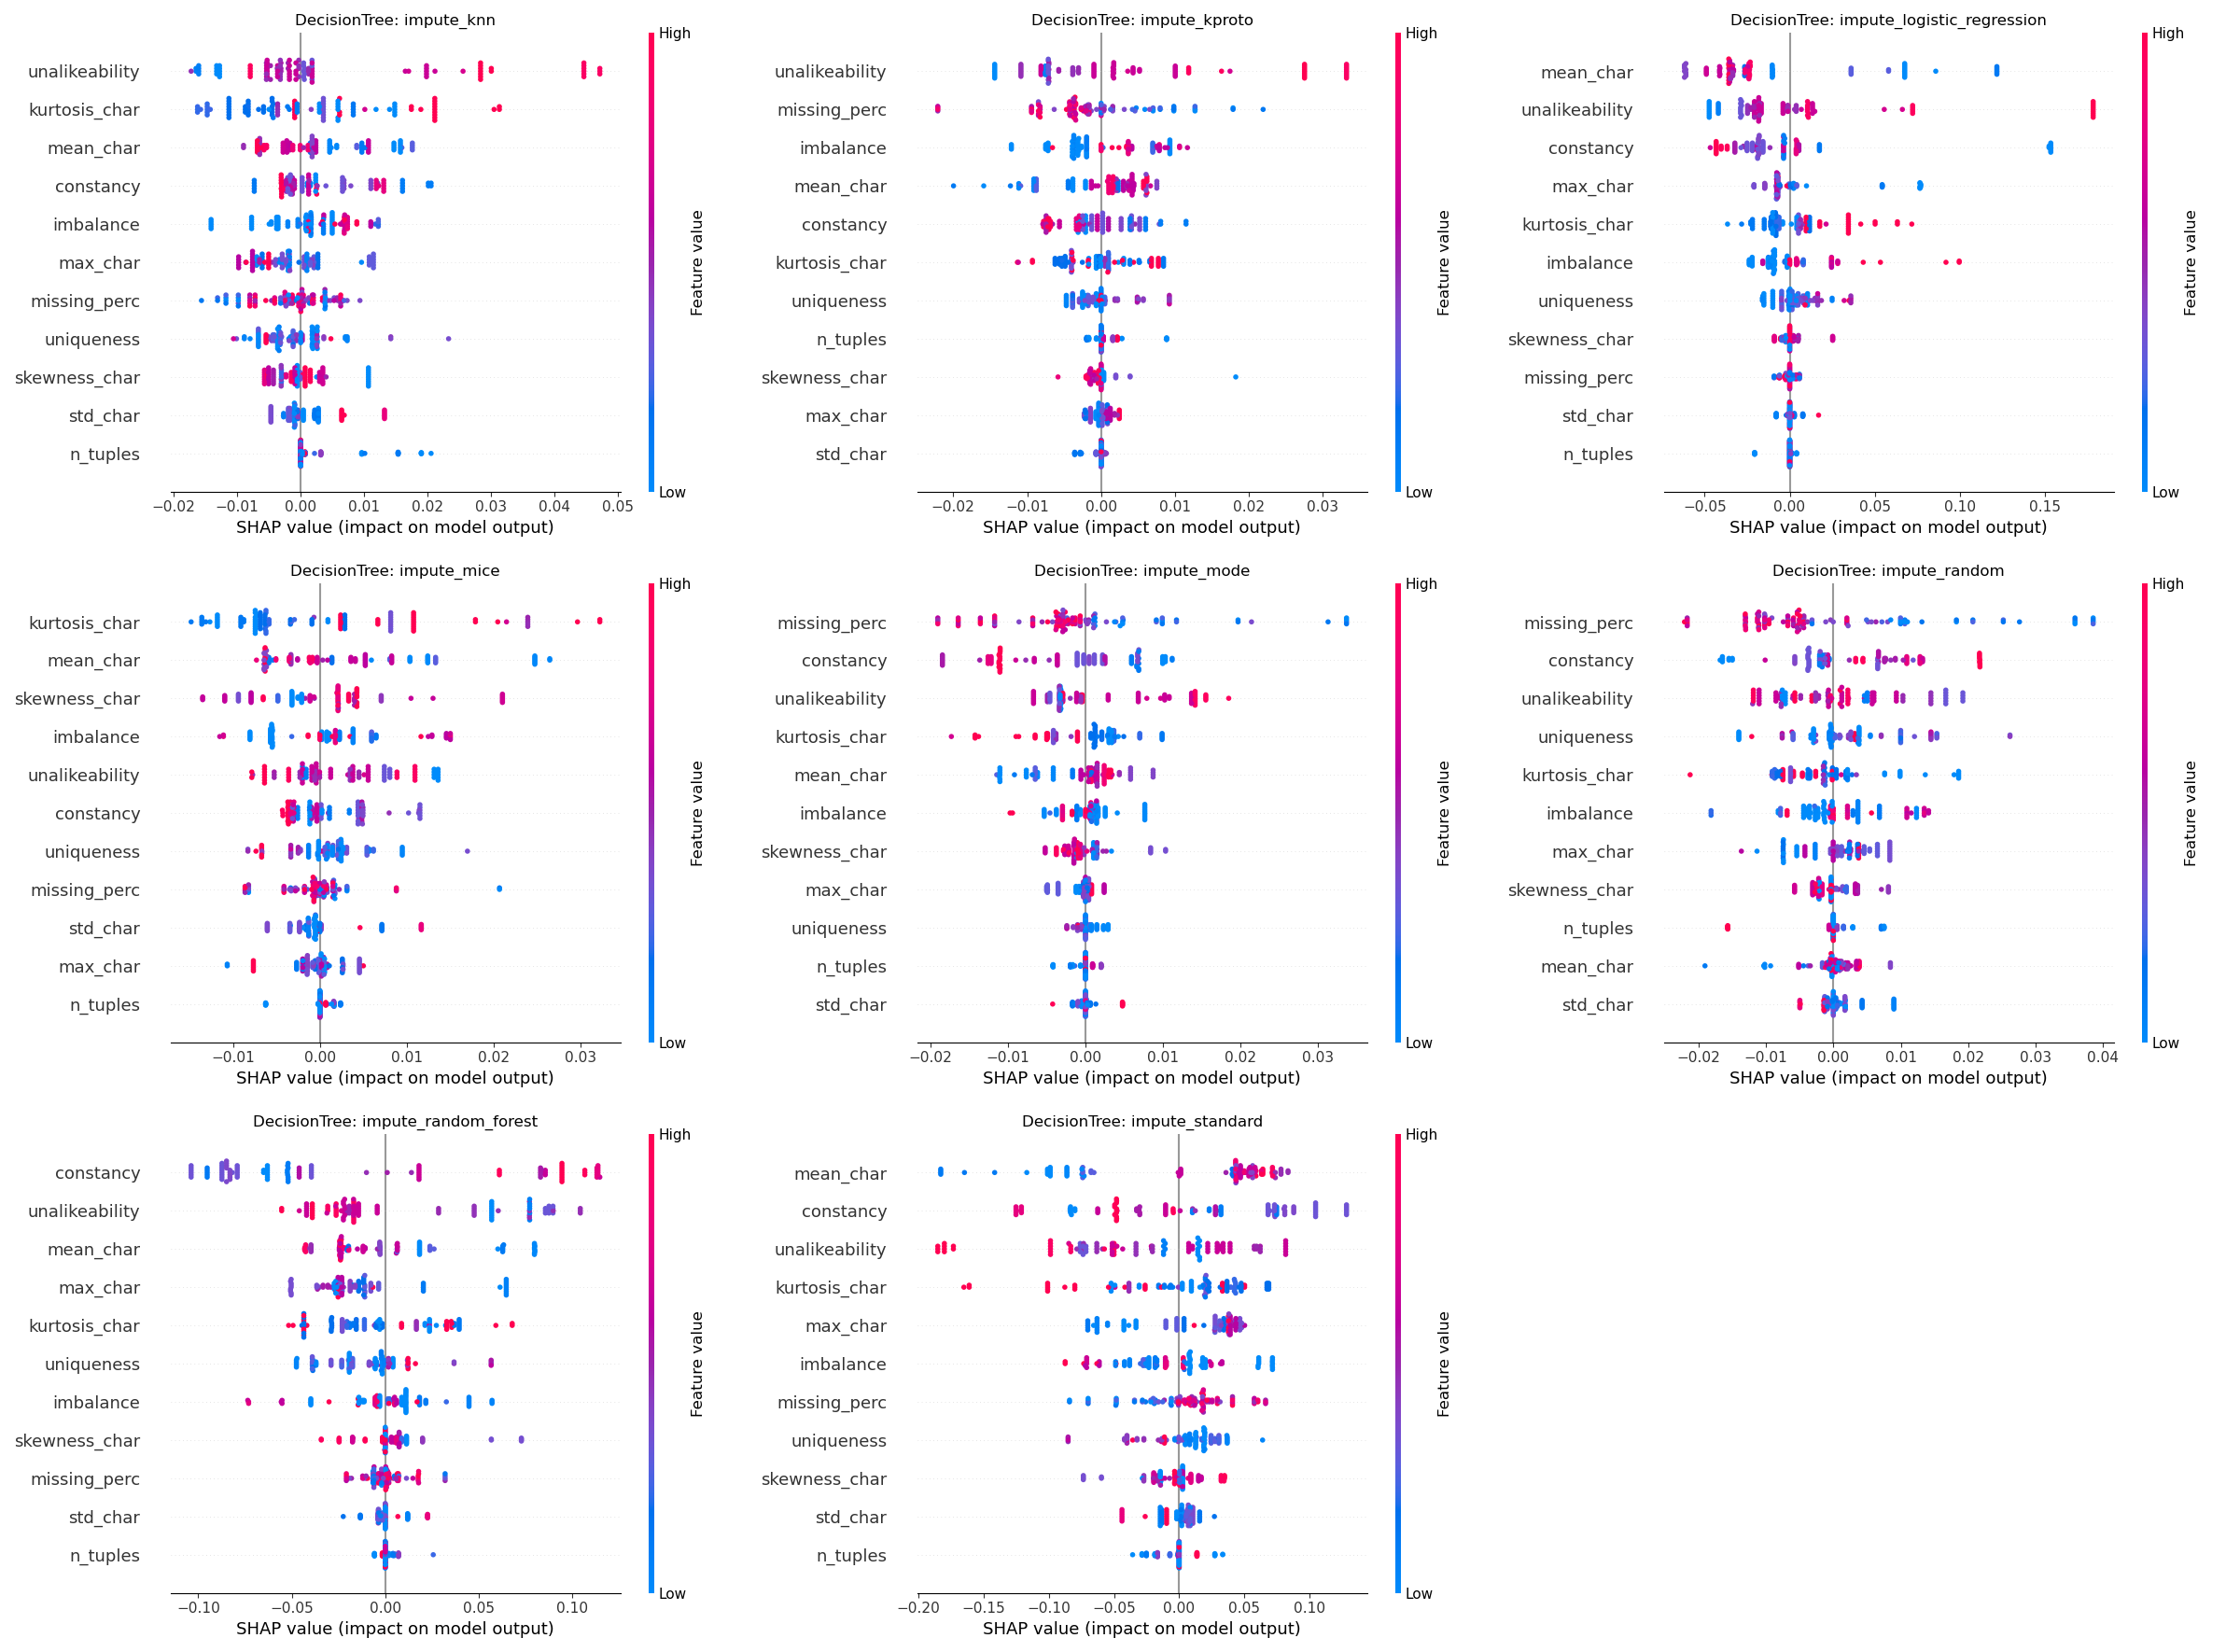 DecisionTree: impute_knn
High
unalikeability
kurtosis_char
mean_char
constancy
imbalance
max_char
missing_perc
uniqueness
skewness_char
std_char
n_tuples
Feature value
Low
−0.02 −0.01 0.00 0.01 0.02 0.03 0.04 0.05
SHAP value (impact on model output)
DecisionTree: impute_kproto
High
unalikeability
missing_perc
imbalance
mean_char
constancy
kurtosis_char
uniqueness
n_tuples
skewness_char
max_char
std_char
Feature value
Low
−0.02 −0.01 0.00 0.01 0.02 0.03
SHAP value (impact on model output)
DecisionTree: impute_logistic_regression
High
mean_char
unalikeability
constancy
max_char
kurtosis_char
imbalance
uniqueness
skewness_char
missing_perc
std_char
n_tuples
Feature value
Low
−0.05 0.00 0.05 0.10 0.15
SHAP value (impact on model output)
DecisionTree: impute_mice
High
kurtosis_char
mean_char
skewness_char
imbalance
unalikeability
constancy
uniqueness
missing_perc
std_char
max_char
n_tuples
Feature value
Low
−0.01 0.00 0.01 0.02 0.03
SHAP value (impact on model output)
DecisionTree: impute_mode
High
missing_perc
constancy
unalikeability
kurtosis_char
mean_char
imbalance
skewness_char
max_char
uniqueness
n_tuples
std_char
Feature value
Low
−0.02 −0.01 0.00 0.01 0.02 0.03
SHAP value (impact on model output)
DecisionTree: impute_random
High
missing_perc
constancy
unalikeability
uniqueness
kurtosis_char
imbalance
max_char
skewness_char
n_tuples
mean_char
std_char
Feature value
Low
−0.02 −0.01 0.00 0.01 0.02 0.03 0.04
SHAP value (impact on model output)
DecisionTree: impute_random_forest
High
constancy
unalikeability
mean_char
max_char
kurtosis_char
uniqueness
imbalance
skewness_char
missing_perc
std_char
n_tuples
Feature value
Low
−0.10 −0.05 0.00 0.05 0.10
SHAP value (impact on model output)
DecisionTree: impute_standard
High
mean_char
constancy
unalikeability
kurtosis_char
max_char
imbalance
missing_perc
uniqueness
skewness_char
std_char
n_tuples
Feature value
Low
−0.20 −0.15 −0.10 −0.05 0.00 0.05 0.10
SHAP value (impact on model output)